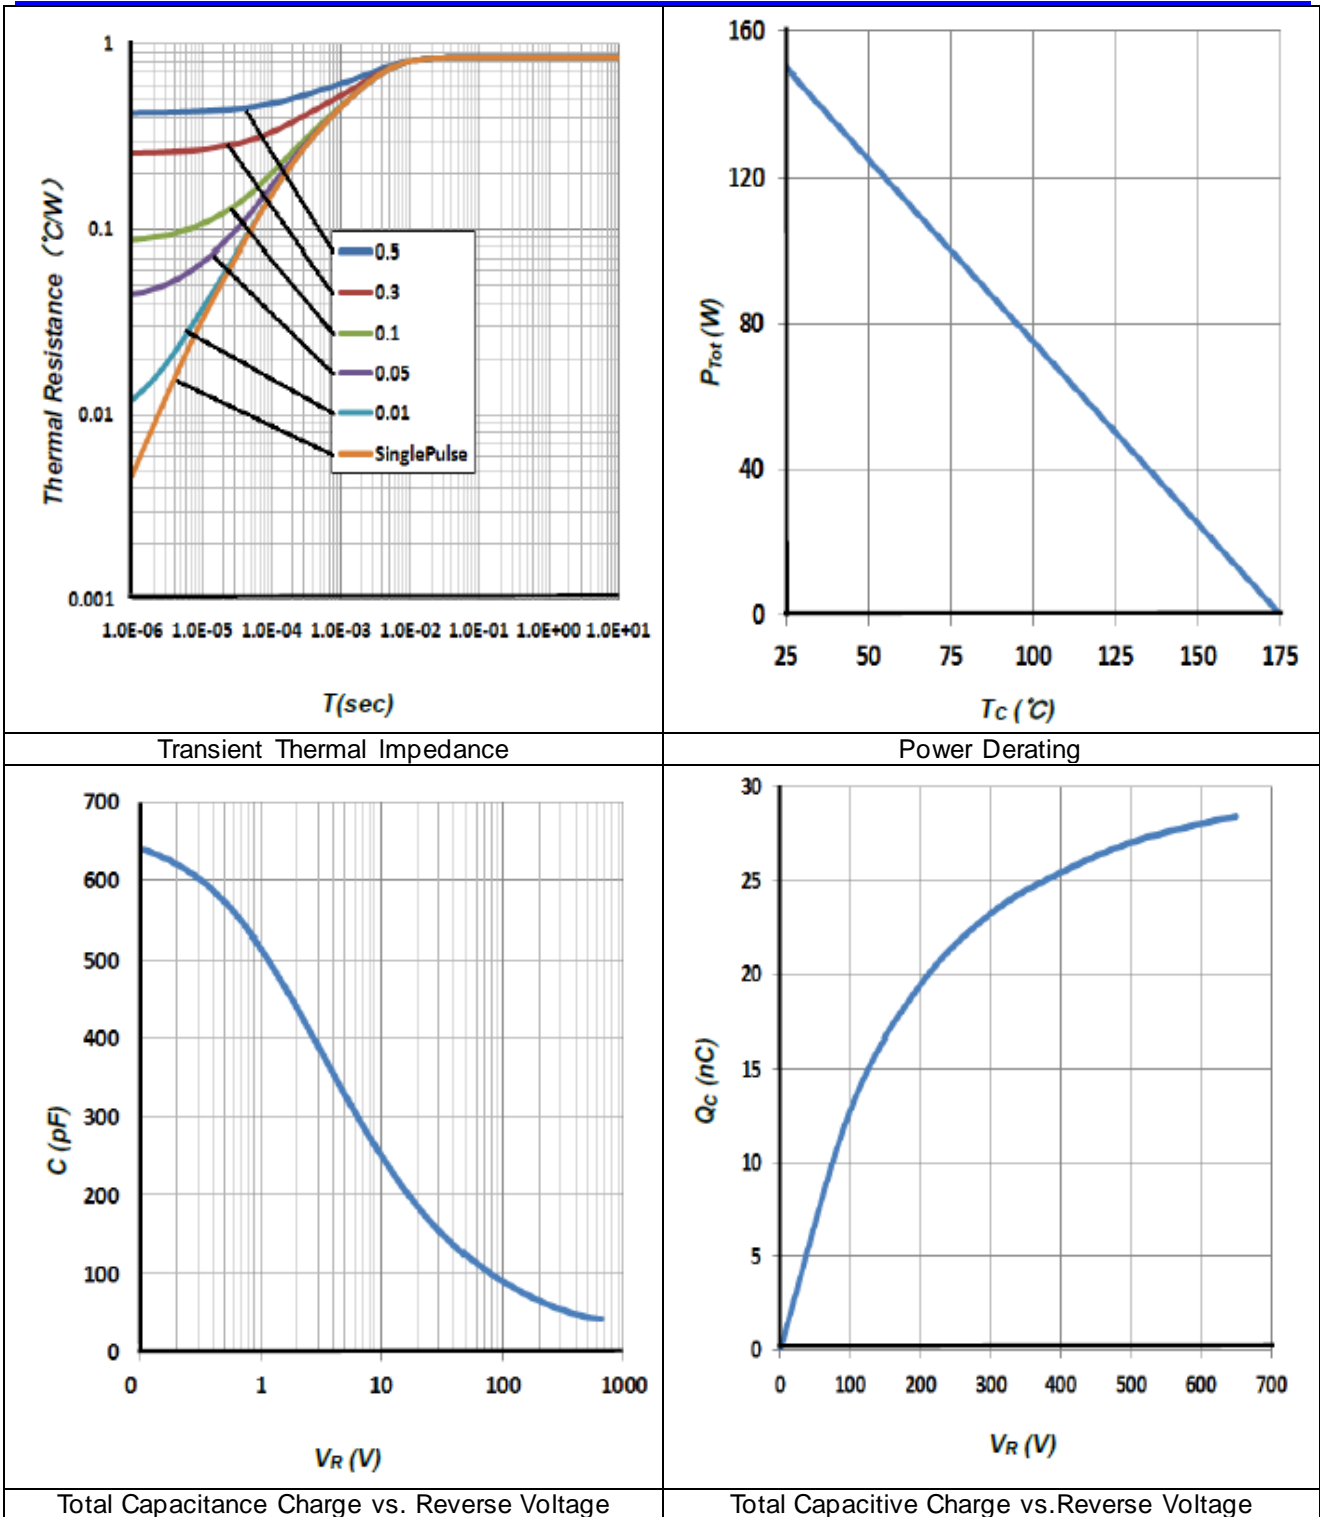 1
0.1
0.01
0.001
Thermal Resistance (℃/W)
0.5
0.3
0.1
0.05
0.01
SinglePulse
1.0E-06 1.0E-05 1.0E-04 1.0E-03 1.0E-02 1.0E-01 1.0E+00 1.0E+01
T(sec)
Transient Thermal Impedance
160
120
80
40
0
PTot (W)
25 50 75 100 125 150 175
TC (℃)
Power Derating
700
600
500
400
300
200
100
0
C (pF)
0 1 10 100 1000
VR (V)
Total Capacitance Charge vs. Reverse Voltage
30
25
20
15
10
5
0
QC (nC)
0 100 200 300 400 500 600 700
VR (V)
Total Capacitive Charge vs.Reverse Voltage